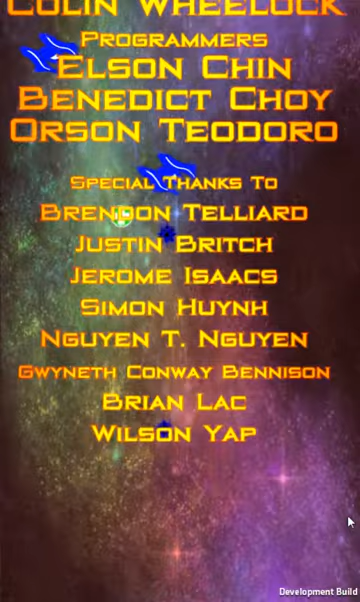 COLIN WHEELOCK
PROGRAMMERS
ELSON CHIN
BENEDICT CHOY
ORSON TEODORO
SPECIAL THANKS TO
BRENDON TELLIARD
JUSTIN BRITCH
JEROME ISAACS
SIMON HUYNH
NGUYEN T. NGUYEN
GWYNETH CONWAY BENNISON
BRIAN LAC
WILSON YAP
Development Build